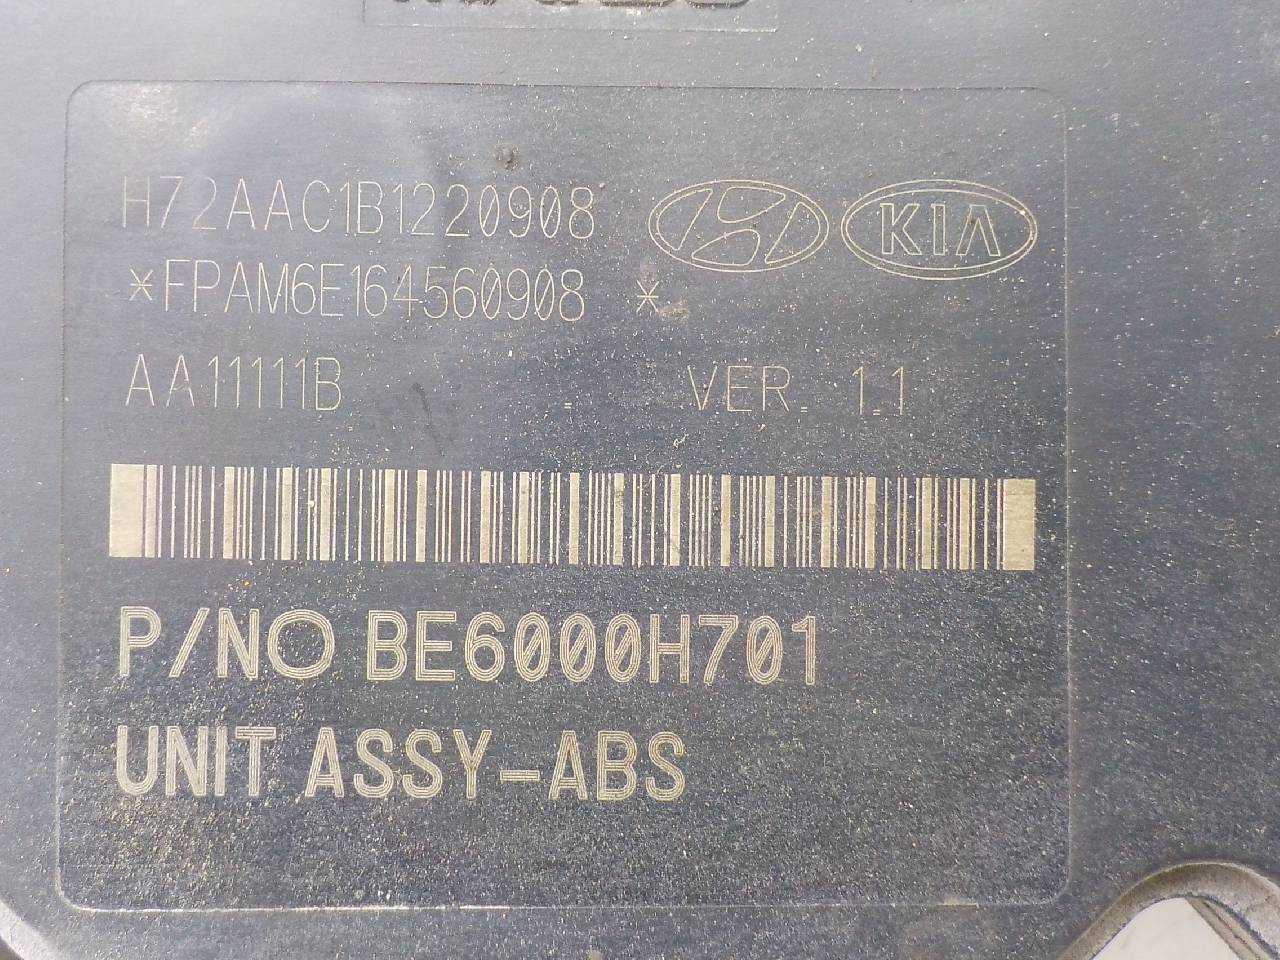 H72AAC1B1220908
KIA
*FPAM6E164560908 *
AA11111B VER. 1.1
P/NO BE6000H701
UNIT ASSY-ABS